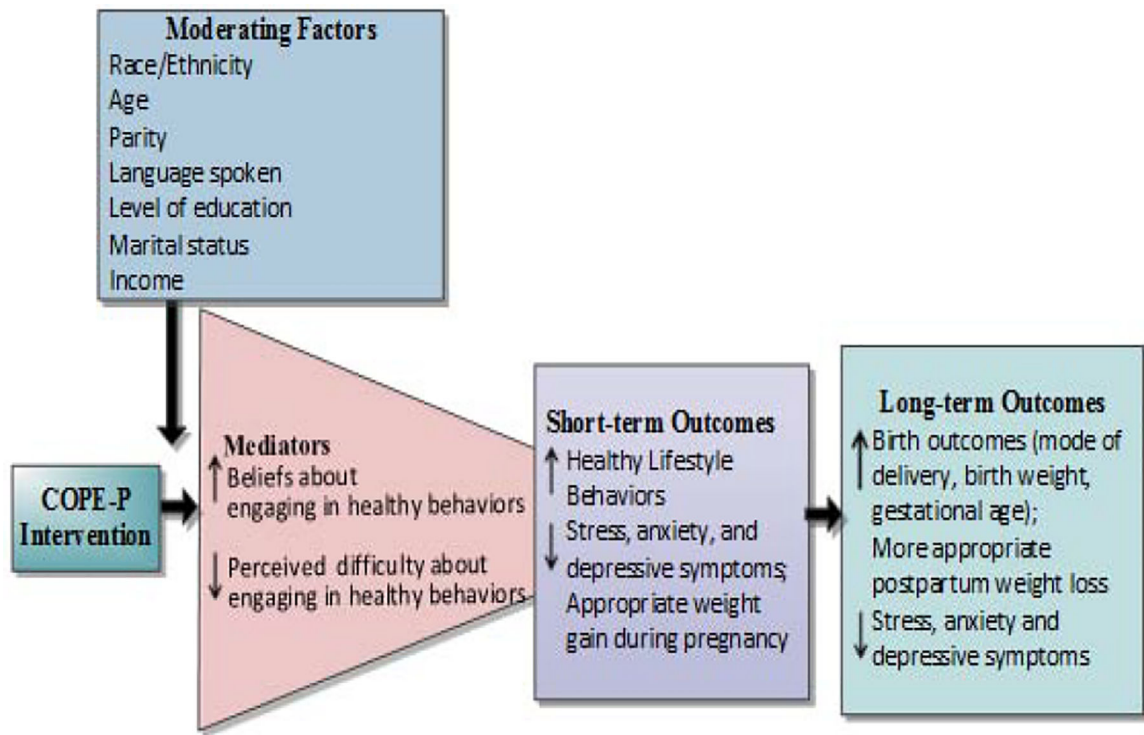 Moderating Factors
Race/Ethnicity
Age
Parity
Language spoken
Level of education
Marital status
Income
COPE-P
Intervention
Mediators
Beliefs about
engaging in healthy behaviors
Perceived difficulty about
engaging in healthy behaviors
Short-term Outcomes
Healthy Lifestyle
Behaviors
Stress, anxiety, and
depressive symptoms;
Appropriate weight
gain during pregnancy
Long-term Outcomes
Birth outcomes (mode of
delivery, birth weight,
gestational age);
More appropriate
postpartum weight loss
Stress, anxiety and
depressive symptoms